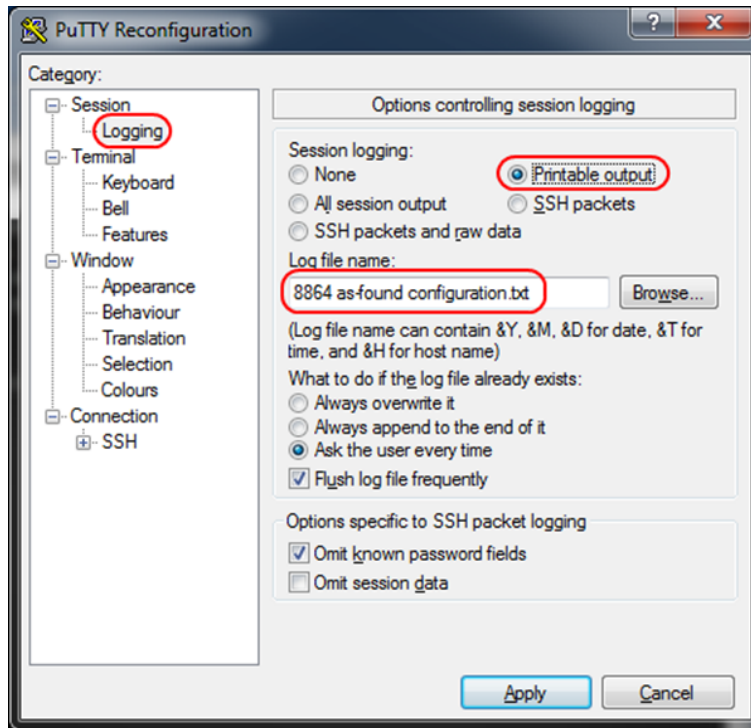 PuTTY Reconfiguration
Category:
Session
Logging
Terminal
Keyboard
Bell
Features
Window
Appearance
Behaviour
Translation
Selection
Colours
Connection
SSH
Options controlling session logging
Session logging:
None
Printable output
All session output
SSH packets
SSH packets and raw data
Log file name:
8864 as-found configuration.txt
Browse...
(Log file name can contain &Y, &M, &D for date, &T for
time, and &H for host name)
What to do if the log file already exists:
Always overwrite it
Always append to the end of it
Ask the user every time
Flush log file frequently
Options specific to SSH packet logging
Omit known password fields
Omit session data
Apply
Cancel